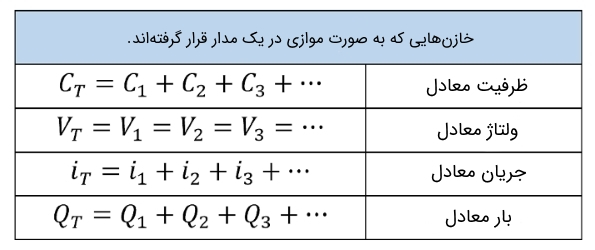 خازن‌هایی که به صورت موازی در یک مدار قرار گرفته‌اند.
ظرفیت معادل C_T = C_1 + C_2 + C_3 + ⋯
ولتاژ معادل V_T = V_1 = V_2 = V_3 = ⋯
جریان معادل i_T = i_1 + i_2 + i_3 + ⋯
بار معادل Q_T = Q_1 + Q_2 + Q_3 + ⋯